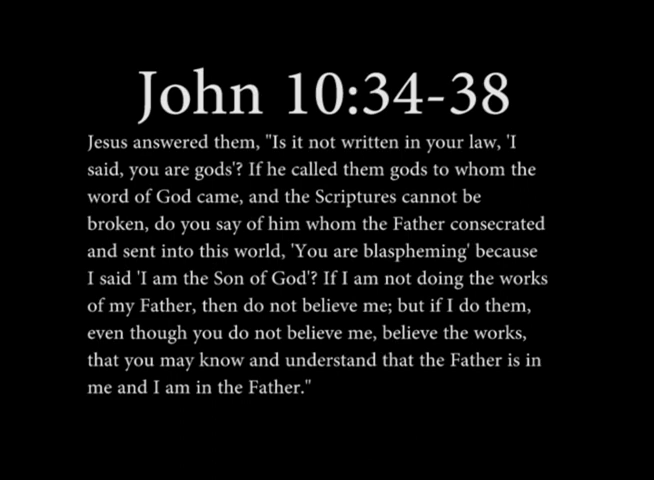 John 10:34-38
Jesus answered them, "Is it not written in your law, 'I
said, you are gods'? If he called them gods to whom the
word of God came, and the Scriptures cannot be
broken, do you say of him whom the Father consecrated
and sent into this world, 'You are blaspheming' because
I said 'I am the Son of God'? If I am not doing the works
of my Father, then do not believe me; but if I do them,
even though you do not believe me, believe the works,
that you may know and understand that the Father is in
me and I am in the Father."